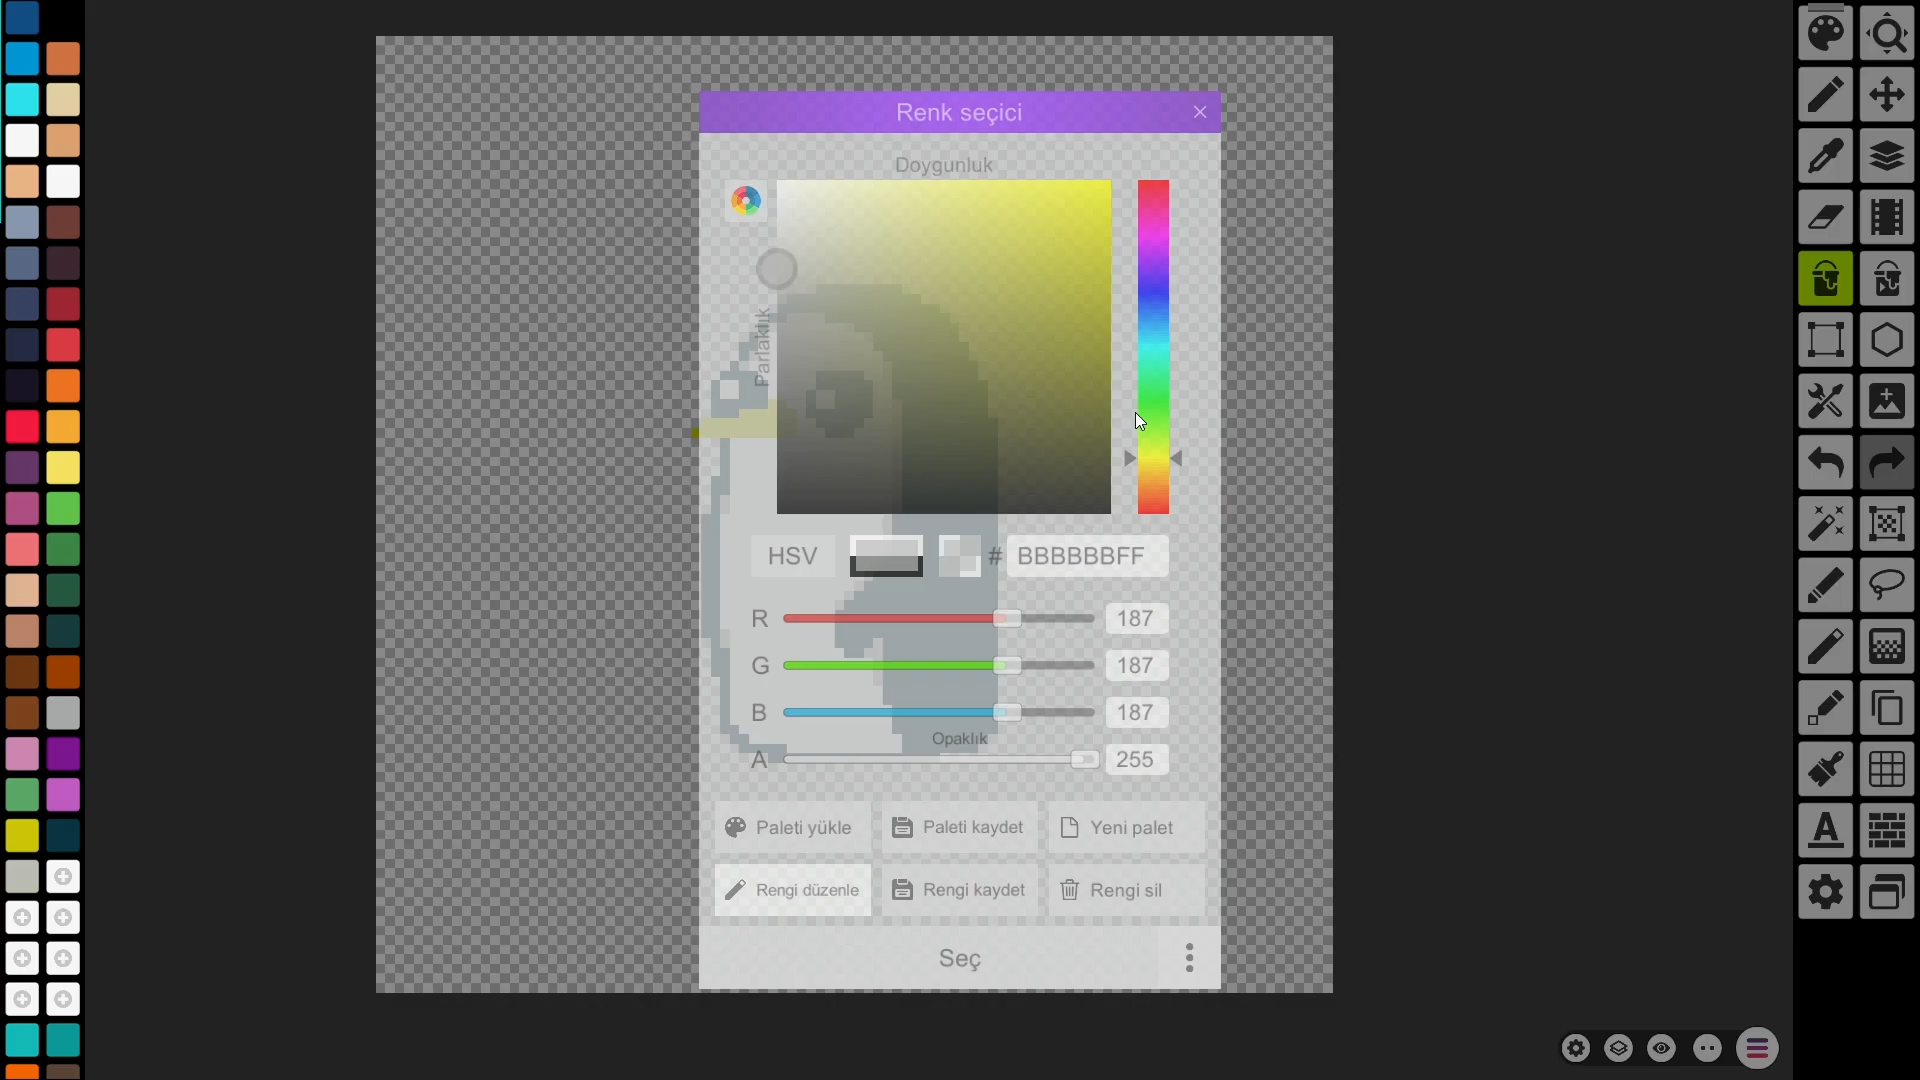 Renk seçici
Doygunluk
Parlaklık
HSV
# BBBBBBFF
R 187
G 187
B 187
Opaklık
A 255
Paleti yükle Paleti kaydet Yeni palet
Rengi düzenle Rengi kaydet Rengi sil
Seç